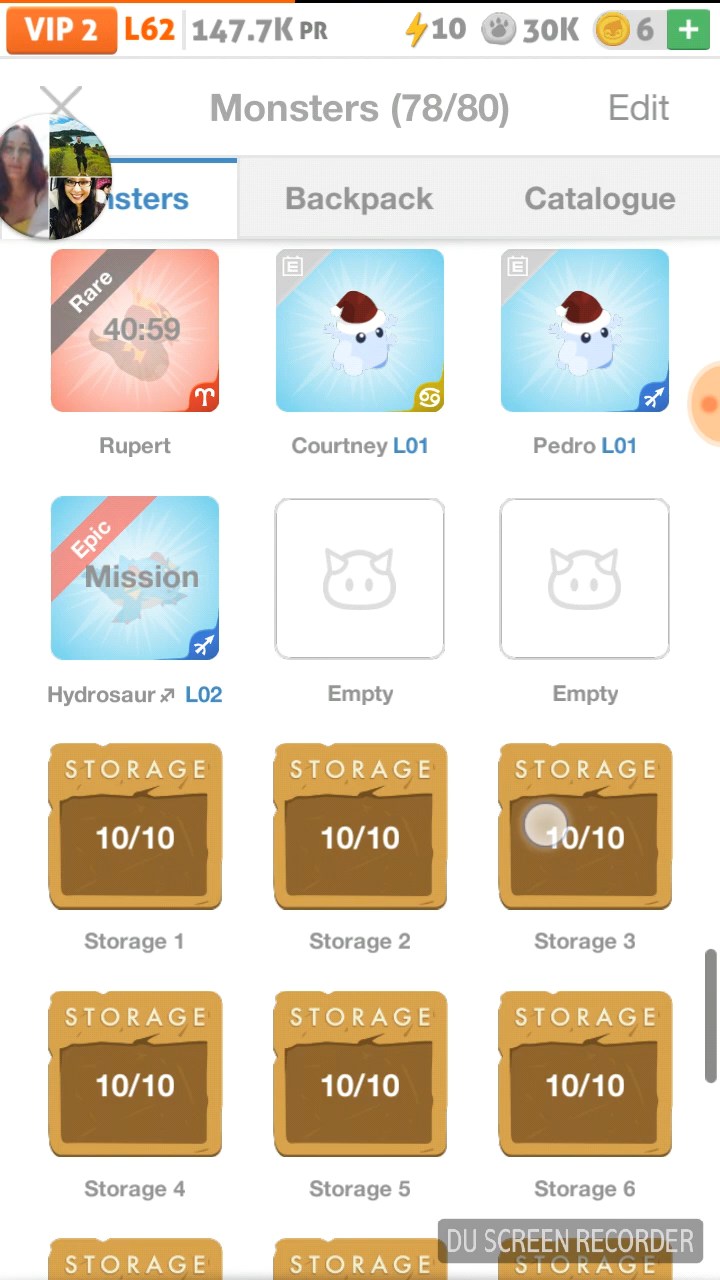 VIP 2 L62 147.7K PR 10 30K 6 +
Monsters (78/80) Edit
nsters Backpack Catalogue
Rare E E
40:59
Rupert Courtney L01 Pedro L01
Epic
Mission
Hydrosaur♐ L02 Empty Empty
STORAGE STORAGE STORAGE
10/10 10/10 10/10
Storage 1 Storage 2 Storage 3
STORAGE STORAGE STORAGE
10/10 10/10 10/10
Storage 4 Storage 5 Storage 6
DU SCREEN RECORDER
STORAGE STORAGE STORAGE